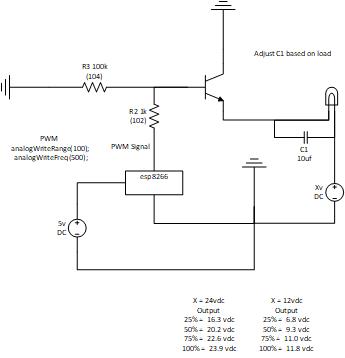 Adjust C1 based on load
R3 100k
(104)
R2 1k
(102)
PWM
analogWriteRange(100);
analogWriteFreq(500);
PWM Signal
C1
10uf
esp8266
Xv
DC
+
5v
DC
+
X = 24vdc
Output
25% = 16.3 vdc
50% = 20.2 vdc
75% = 22.6 vdc
100% = 23.9 vdc
X = 12vdc
Output
25% = 6.8 vdc
50% = 9.3 vdc
75% = 11.0 vdc
100% = 11.8 vdc